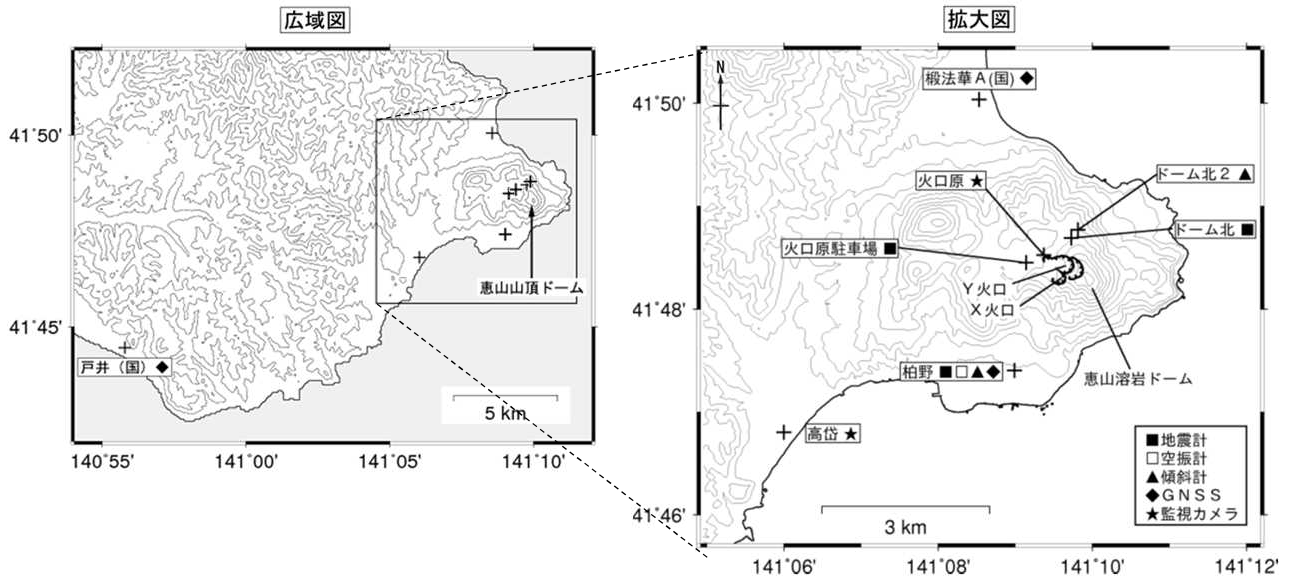 広域図
拡大図
41°50'
41°45'
140°55'
141°00'
141°05'
141°10'
恵山山頂ドーム
戸井（国）◆
5 km
N
41°50'
41°48'
41°46'
141°06'
141°08'
141°10'
141°12'
椴法華Ａ(国) ◆
ドーム北２ ▲
火口原 ★
ドーム北 ■
火口原駐車場 ■
Ｙ火口
Ｘ火口
柏野 ■□▲◆
恵山溶岩ドーム
高岱 ★
3 km
■地震計
□空振計
▲傾斜計
◆ＧＮＳＳ
★監視カメラ